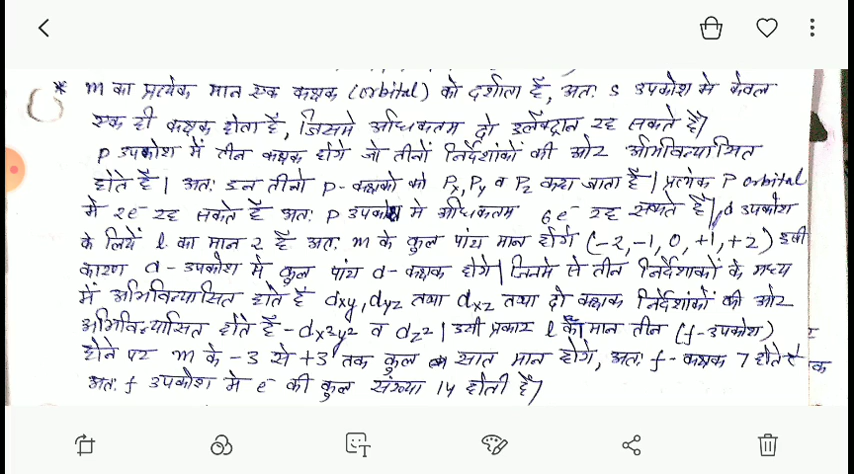 * m का प्रत्येक मान एक कक्षक (orbital) को दर्शाता है, अतः s उपकोश मे केवल
एक ही कक्षक होता है, जिसमे अधिकतम दो इलेक्ट्रान रह सकते है।
p उपकोश में तीन कक्षक होंगे जो तीनों निर्देशांकों की ओर अभिविन्यासित
होते है। अतः इन तीनो p-कक्षको को Px, Py व Pz कहा जाता है। प्रत्येक P orbital
मे 2e⁻ रह सकते है अतः p उपकोश मे अधिकतम 6e⁻ रह सकते है। d उपकोश
के लिये l का मान 2 है अतः m के कुल पांच मान होंगे (-2, -1, 0, +1, +2) इसी
कारण d-उपकोश मे कुल पांच d-कक्षक होंगे। जिनमे से तीन निर्देशाकों के मध्य
में अभिविन्यासित होते है dxy, dyz तथा dxz तथा दो कक्षक निर्देशांकों की ओर
अभिविन्यासित होते है - dx²y² व dz²। इसी प्रकार l का मान तीन (f-उपकोश)
होने पर m के -3 से +3 तक कुल सात मान होंगे, अतः f-कक्षक 7 होते है
अतः f उपकोश मे e⁻ की कुल संख्या 14 होती है।